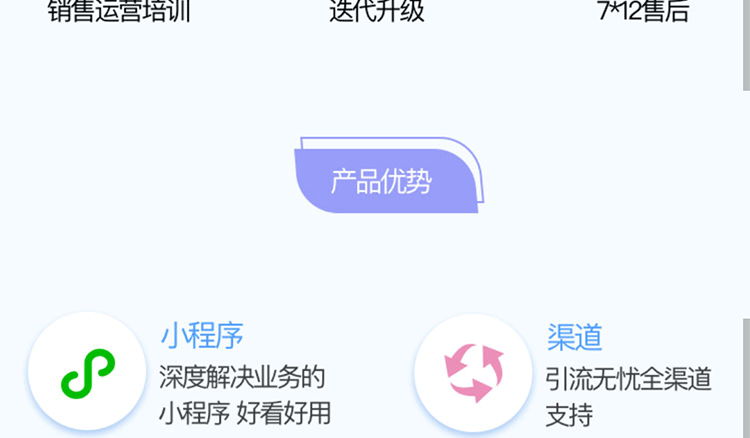 销售运营培训
迭代升级
7*12售后
产品优势
小程序
深度解决业务的
小程序 好看好用
渠道
引流无忧全渠道
支持